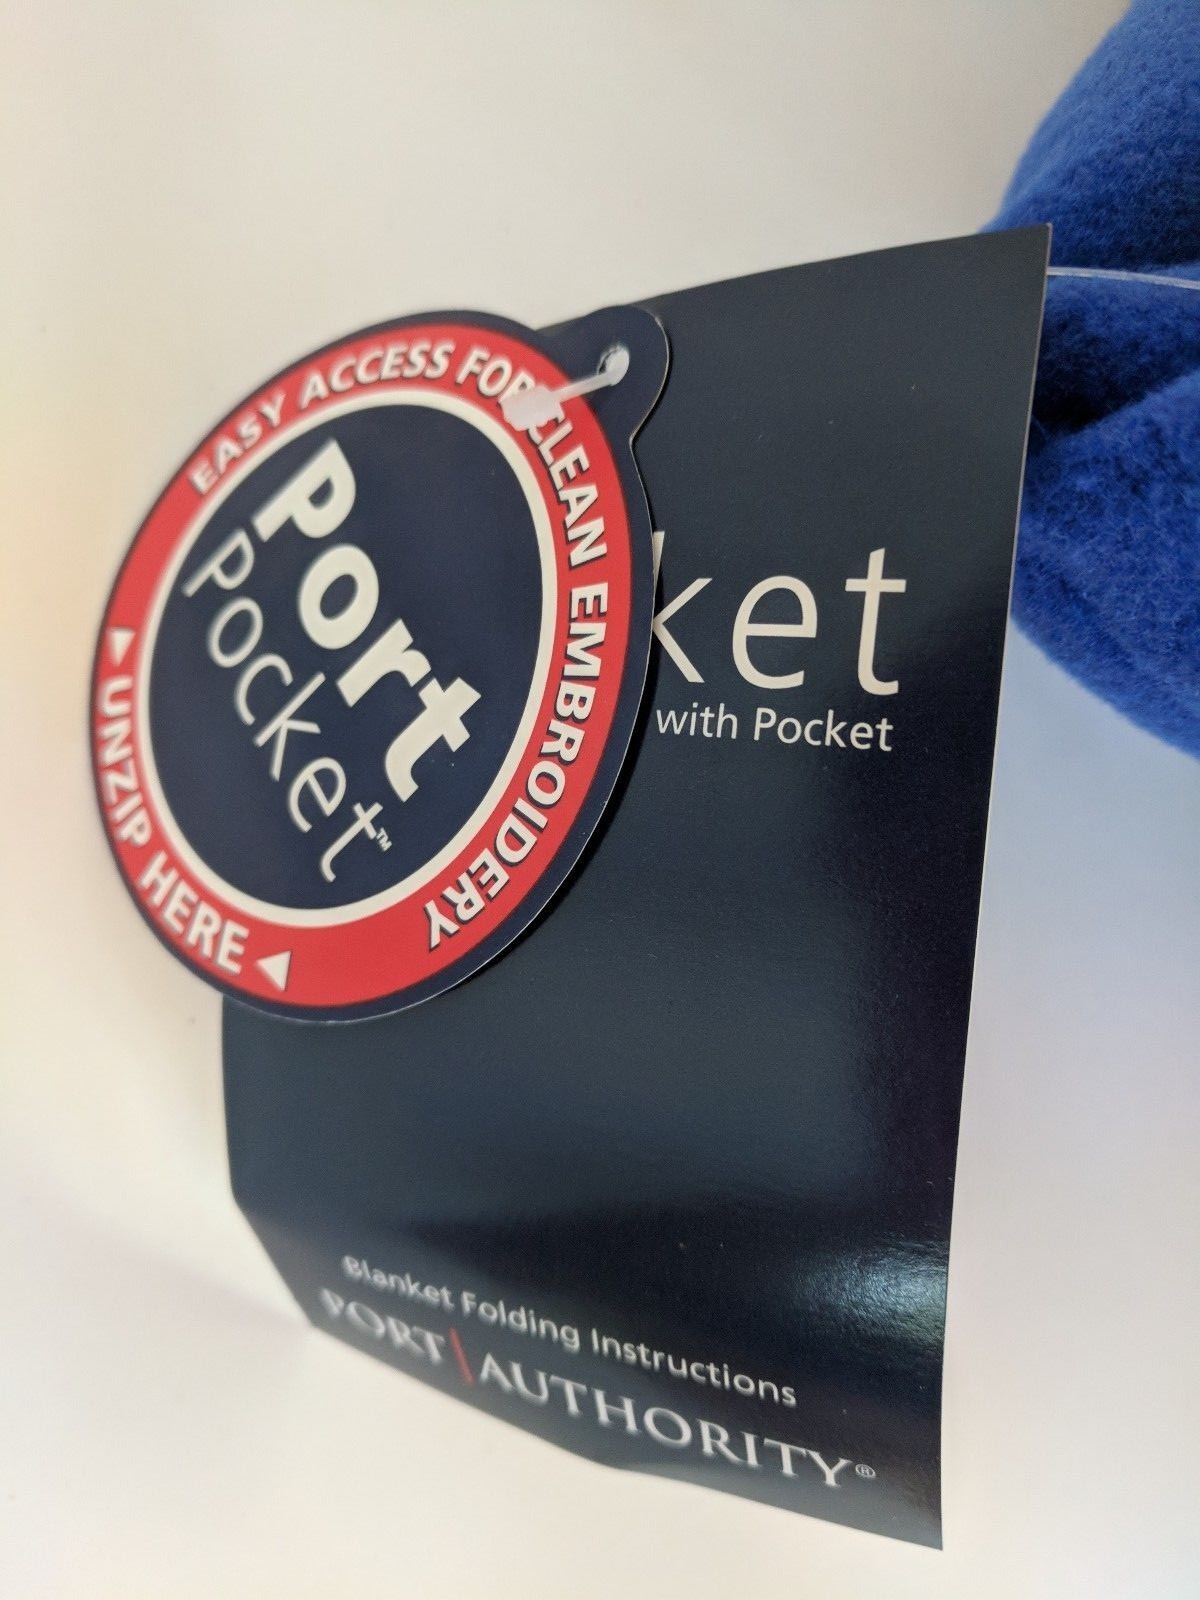 EASY ACCESS FOR CLEAN EMBROIDERY
Port
Pocket™
▶ UNZIP HERE ◀
ket
with Pocket
Blanket Folding Instructions
PORT \ AUTHORITY®